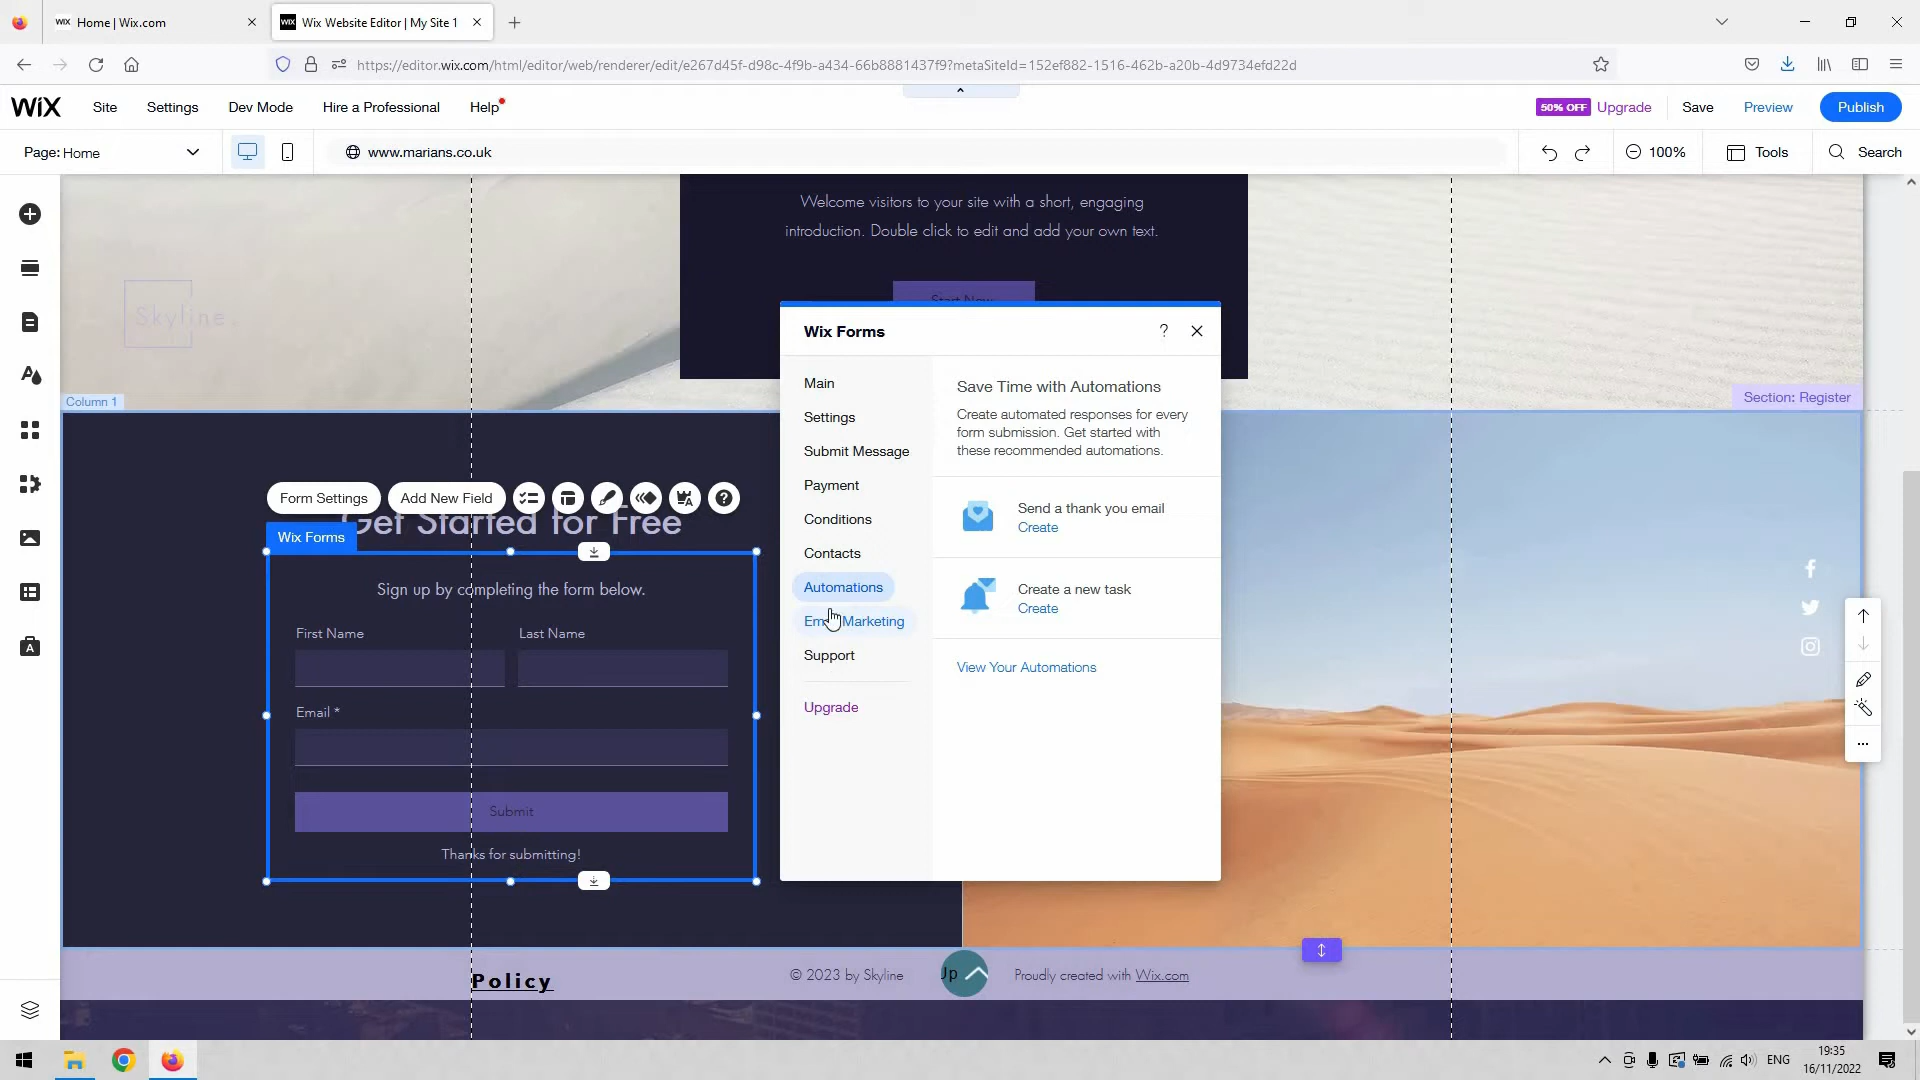 Home | Wix.com
Wix Website Editor | My Site 1
https://editor.wix.com/html/editor/web/renderer/edit/e267d45f-d98c-4f9b-a434-66b8881437f9?metaSiteId=152ef882-1516-462b-a20b-4d9734efd22d
WIX Site Settings Dev Mode Hire a Professional Help 50% OFF Upgrade Save Preview Publish
Page: Home www.marians.co.uk 100% Tools Search
Welcome visitors to your site with a short, engaging
introduction. Double click to edit and add your own text.
Start Now
Skyline
Column 1
Section: Register
Form Settings
Add New Field
Get Started for Free
Wix Forms
Sign up by completing the form below.
First Name
Last Name
Email *
Submit
Thanks for submitting!
Wix Forms ?
Main
Settings
Submit Message
Payment
Conditions
Contacts
Automations
Email Marketing
Support
Upgrade
Save Time with Automations
Create automated responses for every
form submission. Get started with
these recommended automations.
Send a thank you email
Create
Create a new task
Create
View Your Automations
Policy
© 2023 by Skyline
Up
Proudly created with Wix.com
ENG
19:35
16/11/2022